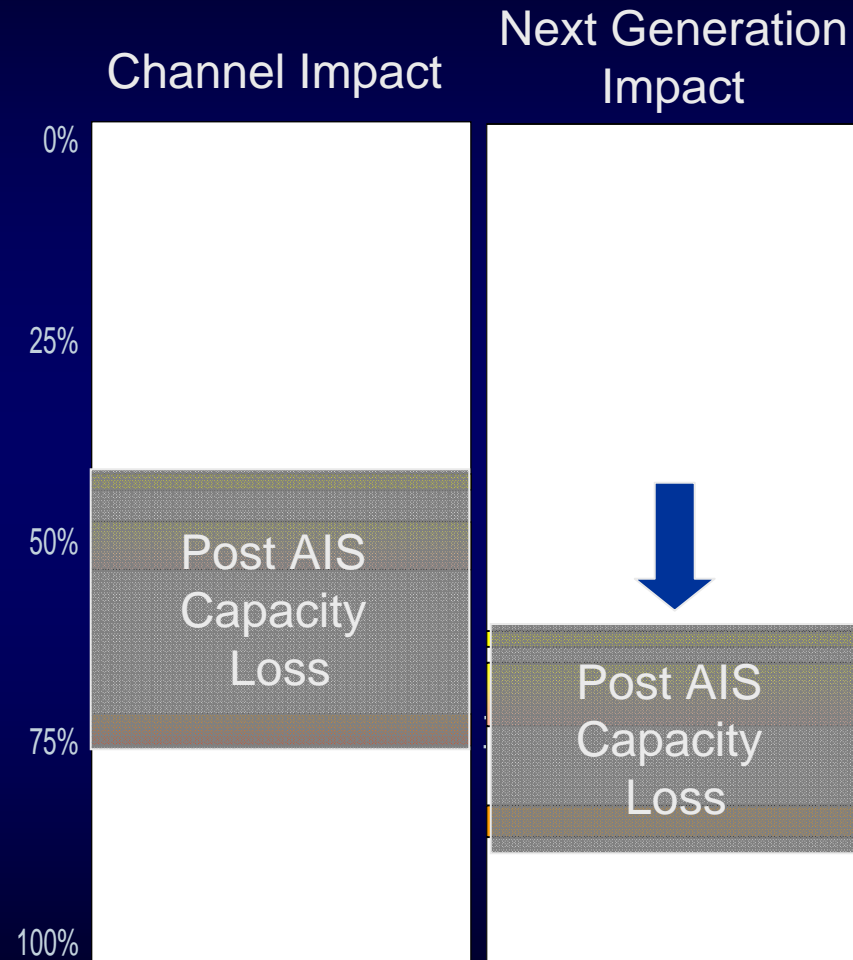 Channel Impact
Next Generation
Impact
0%
25%
50%
75%
100%
Post AIS
Capacity
Loss
Post AIS
Capacity
Loss